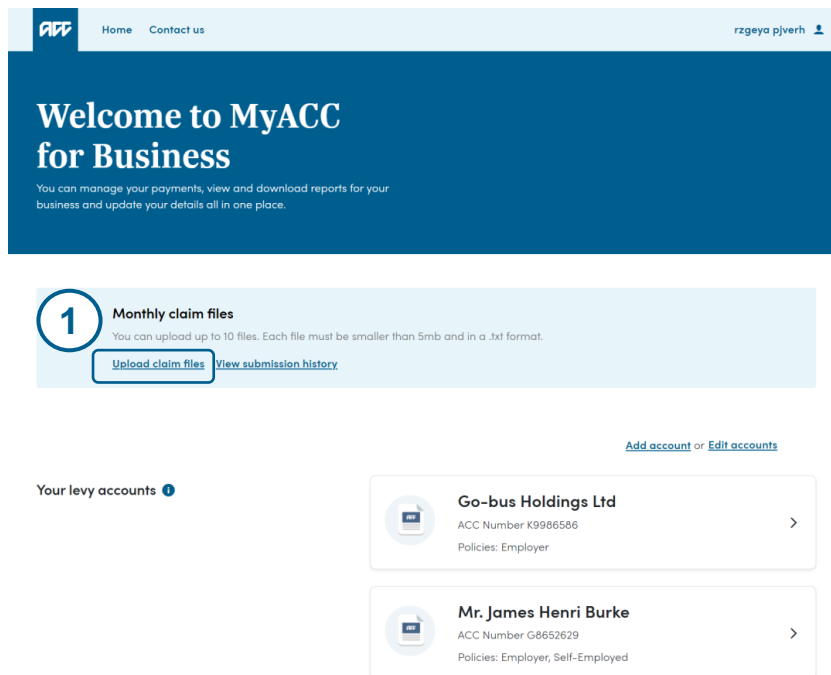 acc Home Contact us rzgeya pjverh
Welcome to MyACC
for Business
You can manage your payments, view and download reports for your
business and update your details all in one place.
1
Monthly claim files
You can upload up to 10 files. Each file must be smaller than 5mb and in a .txt format.
Upload claim files View submission history
Add account or Edit accounts
Your levy accounts i
acc
Go-bus Holdings Ltd
ACC Number K9986586
Policies: Employer
acc
Mr. James Henri Burke
ACC Number G8652629
Policies: Employer, Self-Employed